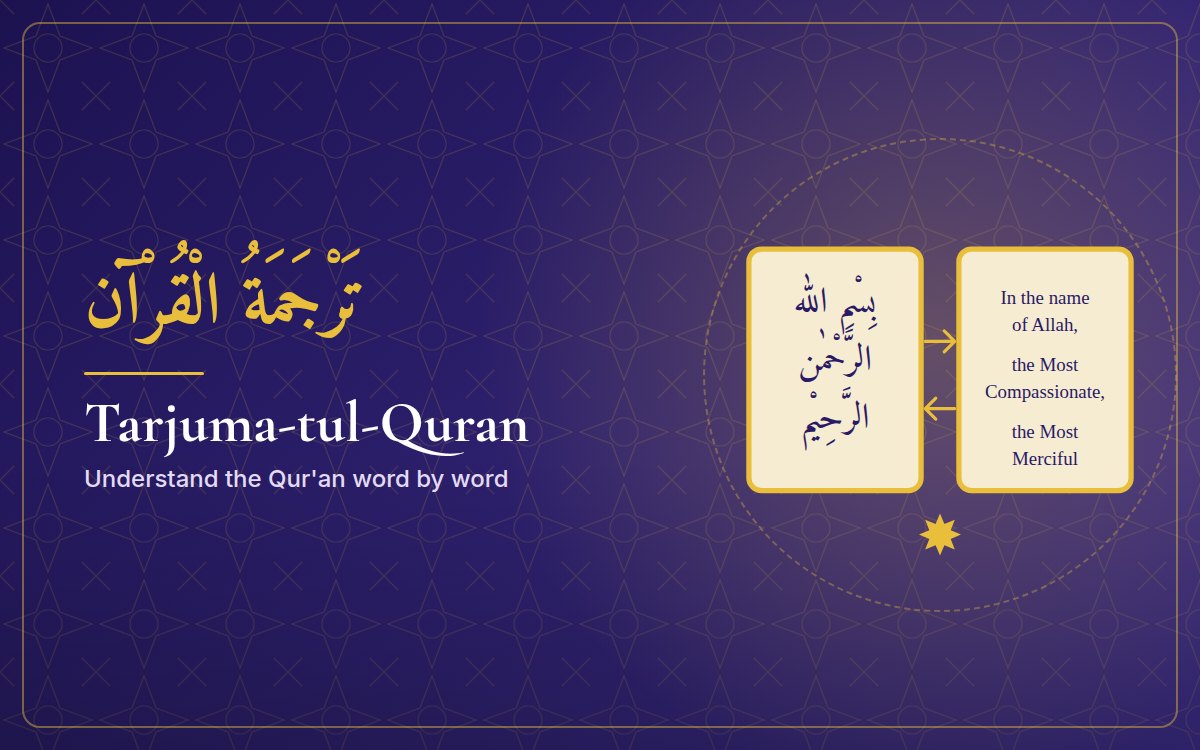 تَرْجَمَةُ الْقُرْآن
Tarjuma-tul-Quran
Understand the Qur'an word by word
بِسْمِ اللّٰه
الرَّحْمٰن
الرَّحِيْم
In the name
of Allah,
the Most
Compassionate,
the Most
Merciful